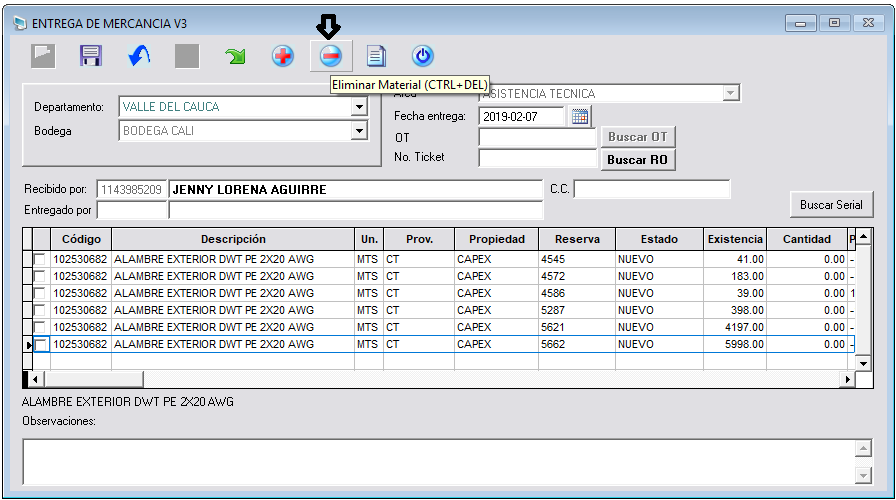 ENTREGA DE MERCANCIA V3
Eliminar Material (CTRL+DEL)
Departamento: VALLE DEL CAUCA
Bodega BODEGA CALI
ASISTENCIA TECNICA
Fecha entrega: 2019-02-07
OT Buscar OT
No. Ticket Buscar RO
Recibido por: 1143985209 JENNY LORENA AGUIRRE C.C.
Entregado por
Buscar Serial
Código Descripción Un. Prov. Propiedad Reserva Estado Existencia Cantidad P
102530682 ALAMBRE EXTERIOR DWT PE 2X20 AWG MTS CT CAPEX 4545 NUEVO 41.00 0.00 -
102530682 ALAMBRE EXTERIOR DWT PE 2X20 AWG MTS CT CAPEX 4572 NUEVO 183.00 0.00 -
102530682 ALAMBRE EXTERIOR DWT PE 2X20 AWG MTS CT CAPEX 4586 NUEVO 39.00 0.00 1
102530682 ALAMBRE EXTERIOR DWT PE 2X20 AWG MTS CT CAPEX 5287 NUEVO 398.00 0.00 -
102530682 ALAMBRE EXTERIOR DWT PE 2X20 AWG MTS CT CAPEX 5621 NUEVO 4197.00 0.00 -
102530682 ALAMBRE EXTERIOR DWT PE 2X20 AWG MTS CT CAPEX 5662 NUEVO 5998.00 0.00 -
ALAMBRE EXTERIOR DWT PE 2X20 AWG
Observaciones: